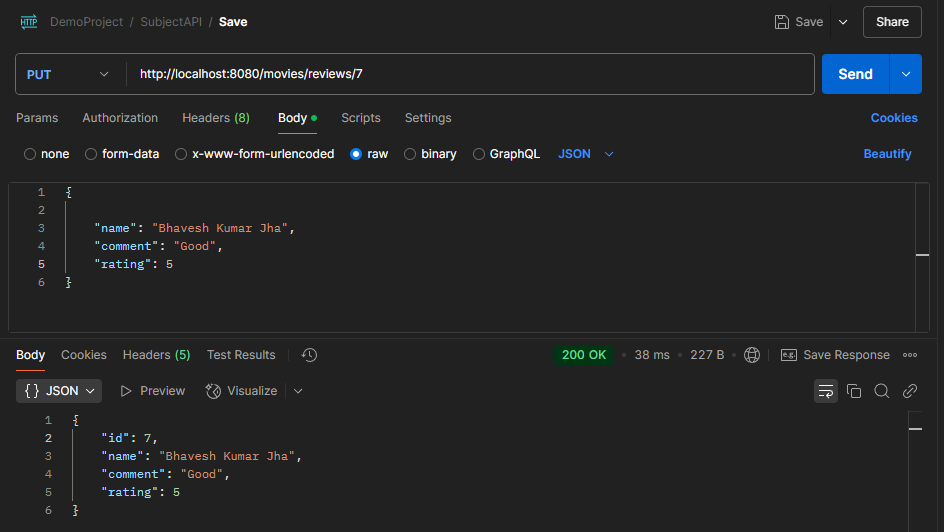 HTTP DemoProject / SubjectAPI / Save Save Share
PUT http://localhost:8080/movies/reviews/7 Send
Params Authorization Headers (8) Body Scripts Settings Cookies
none form-data x-www-form-urlencoded raw binary GraphQL JSON Beautify
1 {
2
3 "name": "Bhavesh Kumar Jha",
4 "comment": "Good",
5 "rating": 5
6 }
Body Cookies Headers (5) Test Results 200 OK • 38 ms • 227 B • e.g. Save Response
{} JSON Preview Visualize
1 {
2 "id": 7,
3 "name": "Bhavesh Kumar Jha",
4 "comment": "Good",
5 "rating": 5
6 }